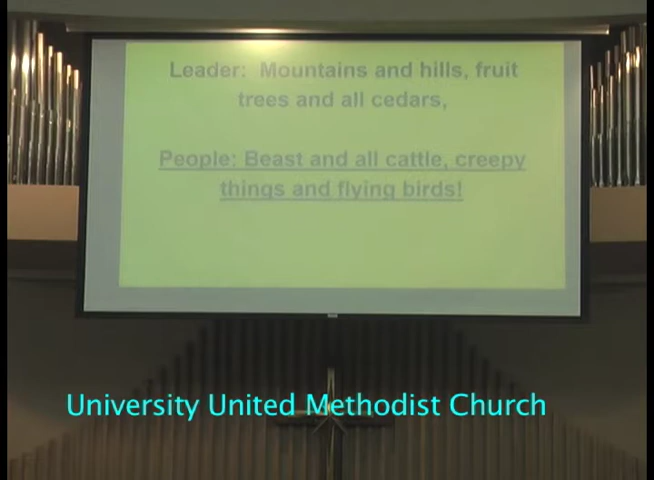 Leader:  Mountains and hills, fruit
trees and all cedars,
People: Beast and all cattle, creepy
things and flying birds!
University United Methodist Church